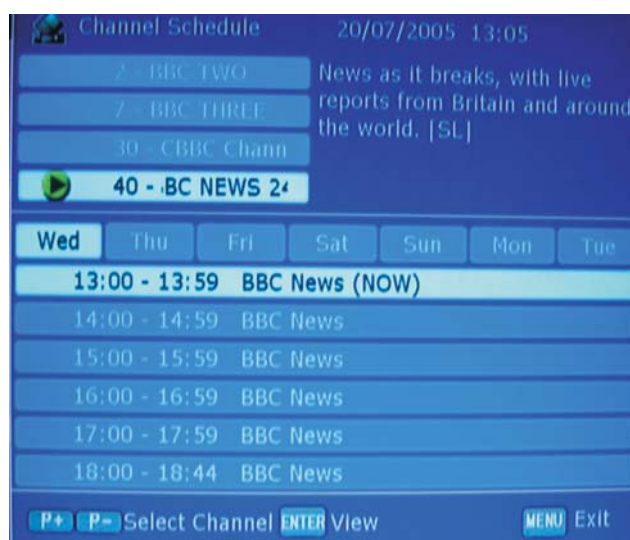 Channel Schedule 20/07/2005 13:05
2 - BBC TWO
7 - BBC THREE
30 - CBBC Chann
40 - BC NEWS 24
News as it breaks, with live
reports from Britain and around
the world. [SL]
Wed Thu Fri Sat Sun Mon Tue
13:00 - 13:59 BBC News (NOW)
14:00 - 14:59 BBC News
15:00 - 15:59 BBC News
16:00 - 16:59 BBC News
17:00 - 17:59 BBC News
18:00 - 18:44 BBC News
P+ P- Select Channel ENTER View MENU Exit